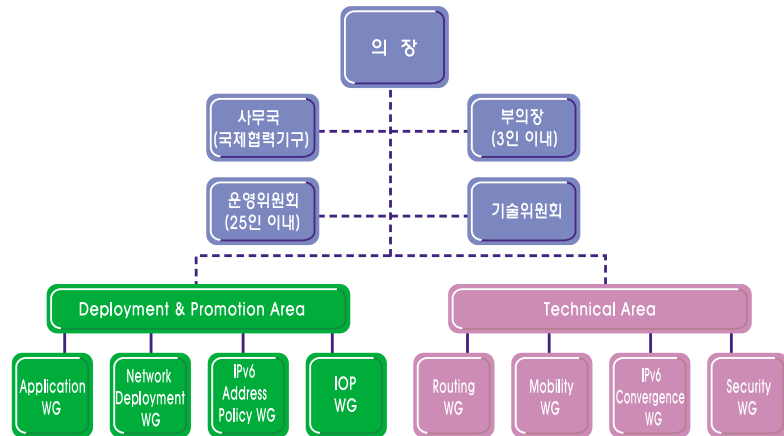 의 장
사무국
(국제협력기구)
부의장
(3인 이내)
운영위원회
(25인 이내)
기술위원회
Deployment & Promotion Area
Technical Area
Application
WG
Network
Deployment
WG
IPv6
Address
Policy WG
IOP
WG
Routing
WG
Mobility
WG
IPv6
Convergence
WG
Security
WG